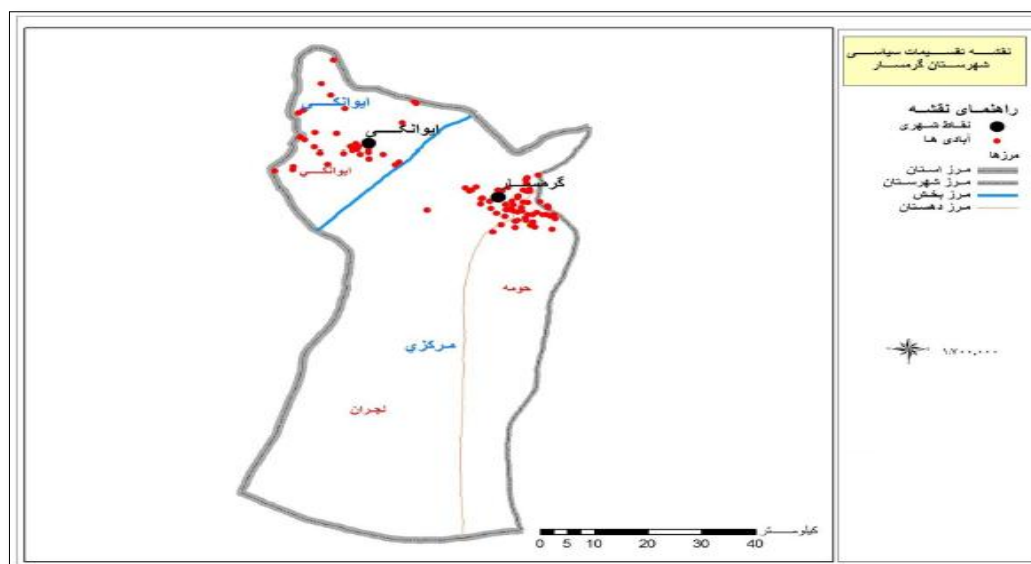 نقشه تقسیمات سیاسی
شهرستان گرمسار
راهنمای نقشه
نقاط شهری
آبادی ها
مرزها
مرز استان
مرز شهرستان
مرز بخش
مرز دهستان
۱:۷۰۰,۰۰۰
ایوانکی
ایوانکی
ایوانکی
گرمسار
حومه
مرکزي
لجران
کیلومتر
0 5 10 20 30 40